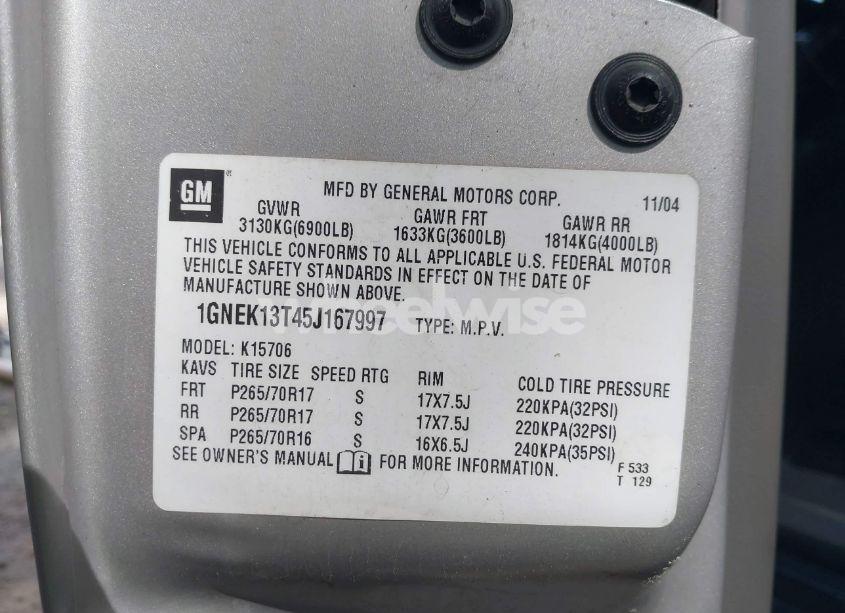 GM
MFD BY GENERAL MOTORS CORP. 11/04
GVWR GAWR FRT GAWR RR
3130KG(6900LB) 1633KG(3600LB) 1814KG(4000LB)
THIS VEHICLE CONFORMS TO ALL APPLICABLE U.S. FEDERAL MOTOR
VEHICLE SAFETY STANDARDS IN EFFECT ON THE DATE OF
MANUFACTURE SHOWN ABOVE.
wheelwise
1GNEK13T45J167997 TYPE: M.P.V.
MODEL: K15706
KAVS TIRE SIZE SPEED RTG RIM COLD TIRE PRESSURE
FRT P265/70R17 S 17X7.5J 220KPA(32PSI)
RR P265/70R17 S 17X7.5J 220KPA(32PSI)
SPA P265/70R16 S 16X6.5J 240KPA(35PSI)
SEE OWNER'S MANUAL i FOR MORE INFORMATION.
F 533
T 129